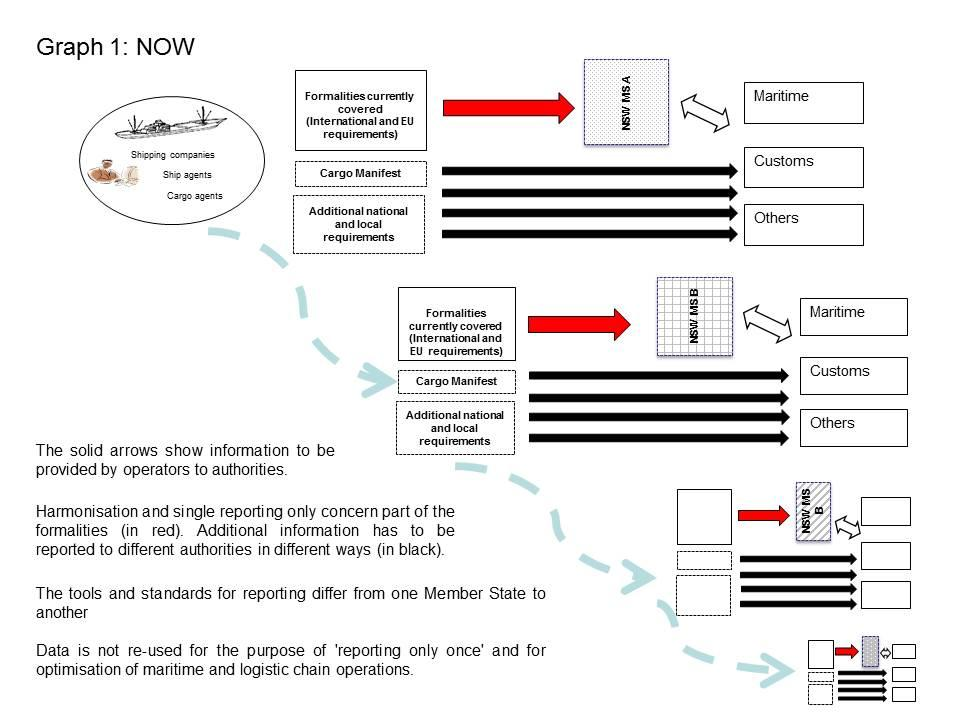 Graph 1: NOW
Shipping companies
Ship agents
Cargo agents
Formalities currently
covered
(International and EU
requirements)
Cargo Manifest
Additional national
and local
requirements
NSW MS A
Maritime
Customs
Others
Formalities
currently covered
(International and
EU requirements)
Cargo Manifest
Additional national
and local
requirements
NSW MS B
Maritime
Customs
Others
NSW MS
B
The solid arrows show information to be
provided by operators to authorities.
Harmonisation and single reporting only concern part of the
formalities (in red). Additional information has to be
reported to different authorities in different ways (in black).
The tools and standards for reporting differ from one Member State to
another
Data is not re-used for the purpose of 'reporting only once' and for
optimisation of maritime and logistic chain operations.